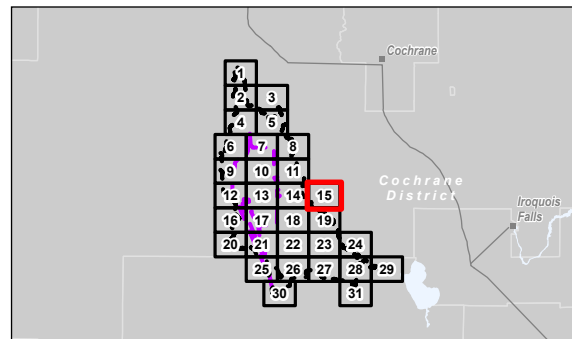 Cochrane
1
2 3
4 5
6 7 8
9 10 11
12 13 14 15
16 17 18 19
20 21 22 23 24
25 26 27 28 29
30 31
Cochrane
District
Iroquois
Falls